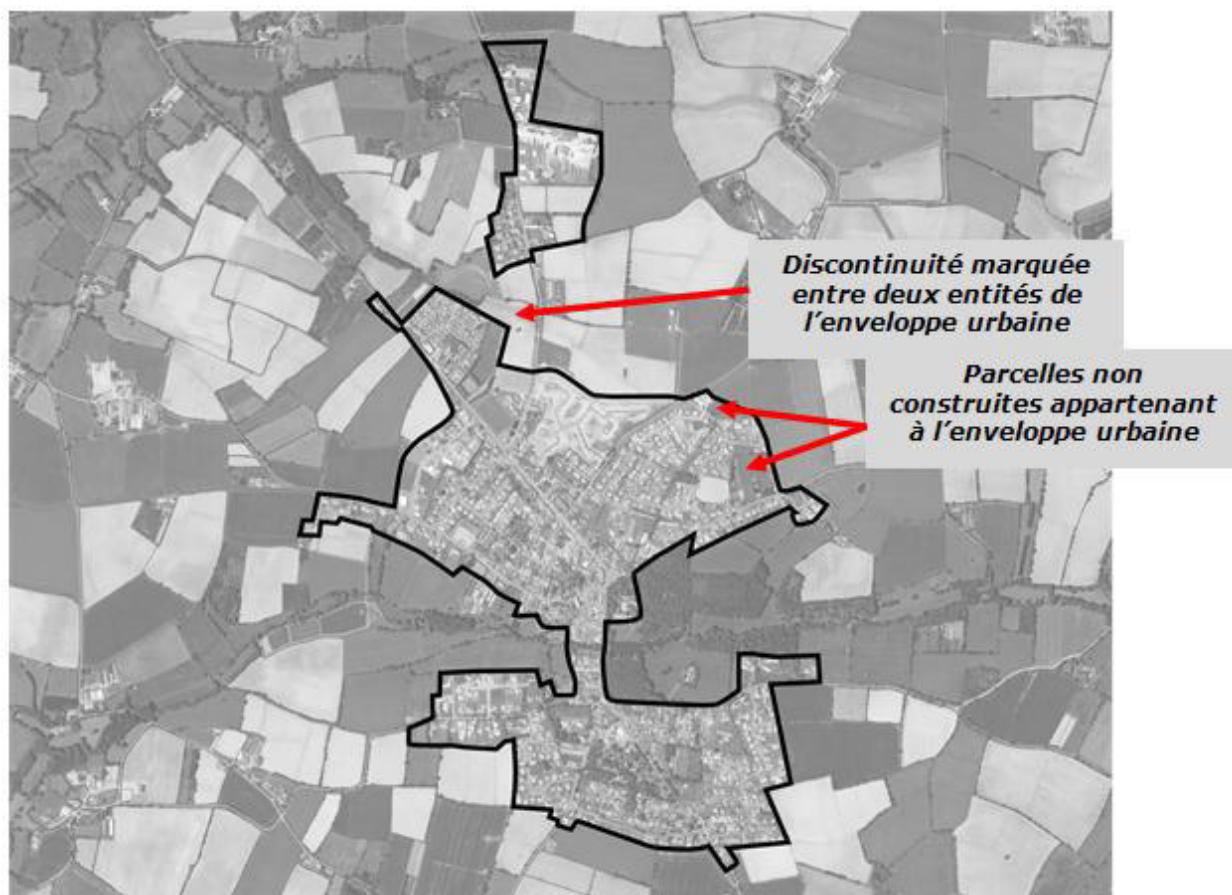 Discontinuité marquée
entre deux entités de
l'enveloppe urbaine
Parcelles non
construites appartenant
à l'enveloppe urbaine